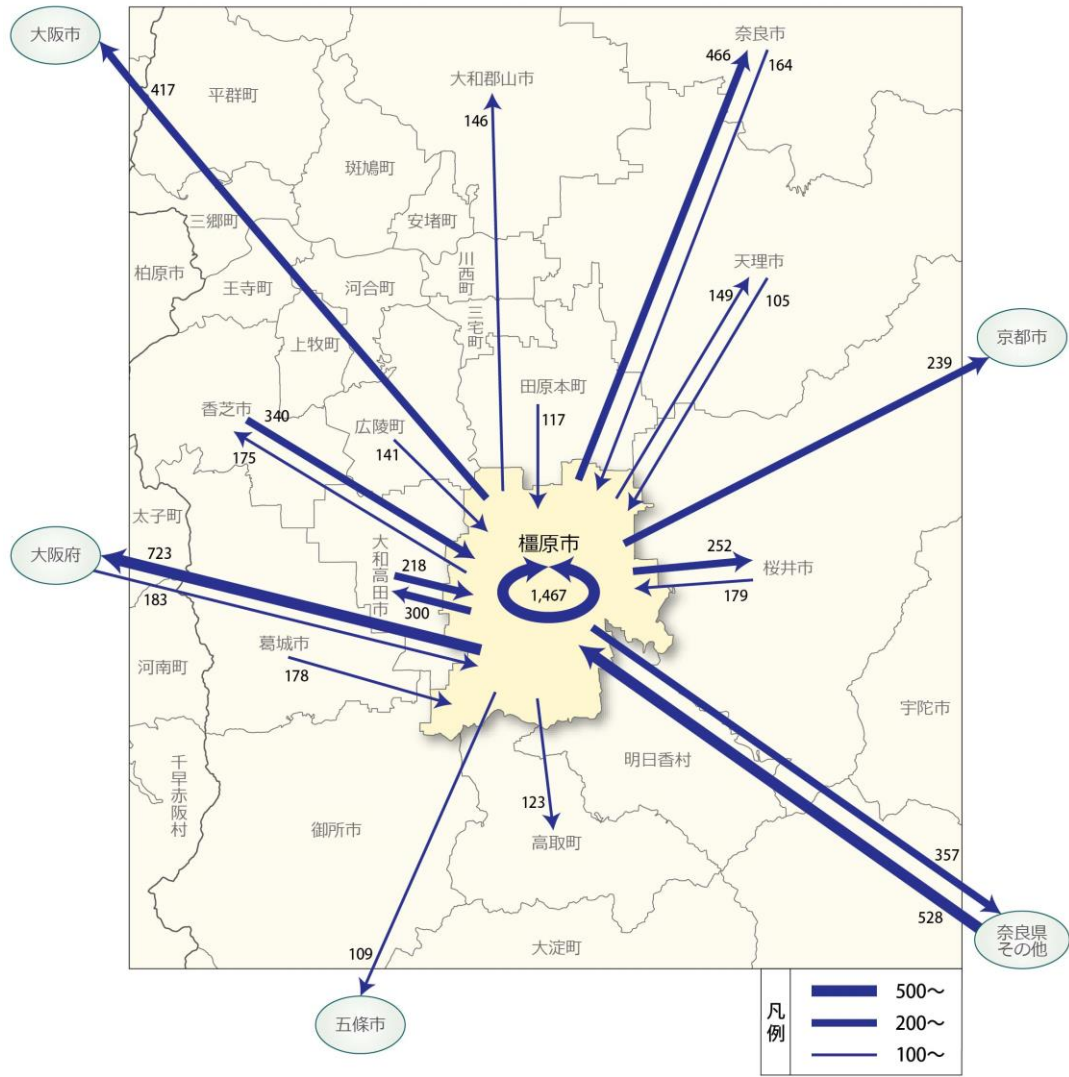 大阪市
奈良市
466
164
大和郡山市
417
平群町
146
斑鳩町
安堵町
三郷町
川西町
天理市
柏原市
王寺町
河合町
149
105
三宅町
京都市
上牧町
239
田原本町
香芝市
340
広陵町
117
175
141
太子町
橿原市
大阪府
723
大和高田市
218
252
桜井市
183
300
1,467
179
河南町
葛城市
178
宇陀市
明日香村
千早赤阪村
123
御所市
高取町
357
528
奈良県
その他
大淀町
109
五條市
凡例
500～
200～
100～